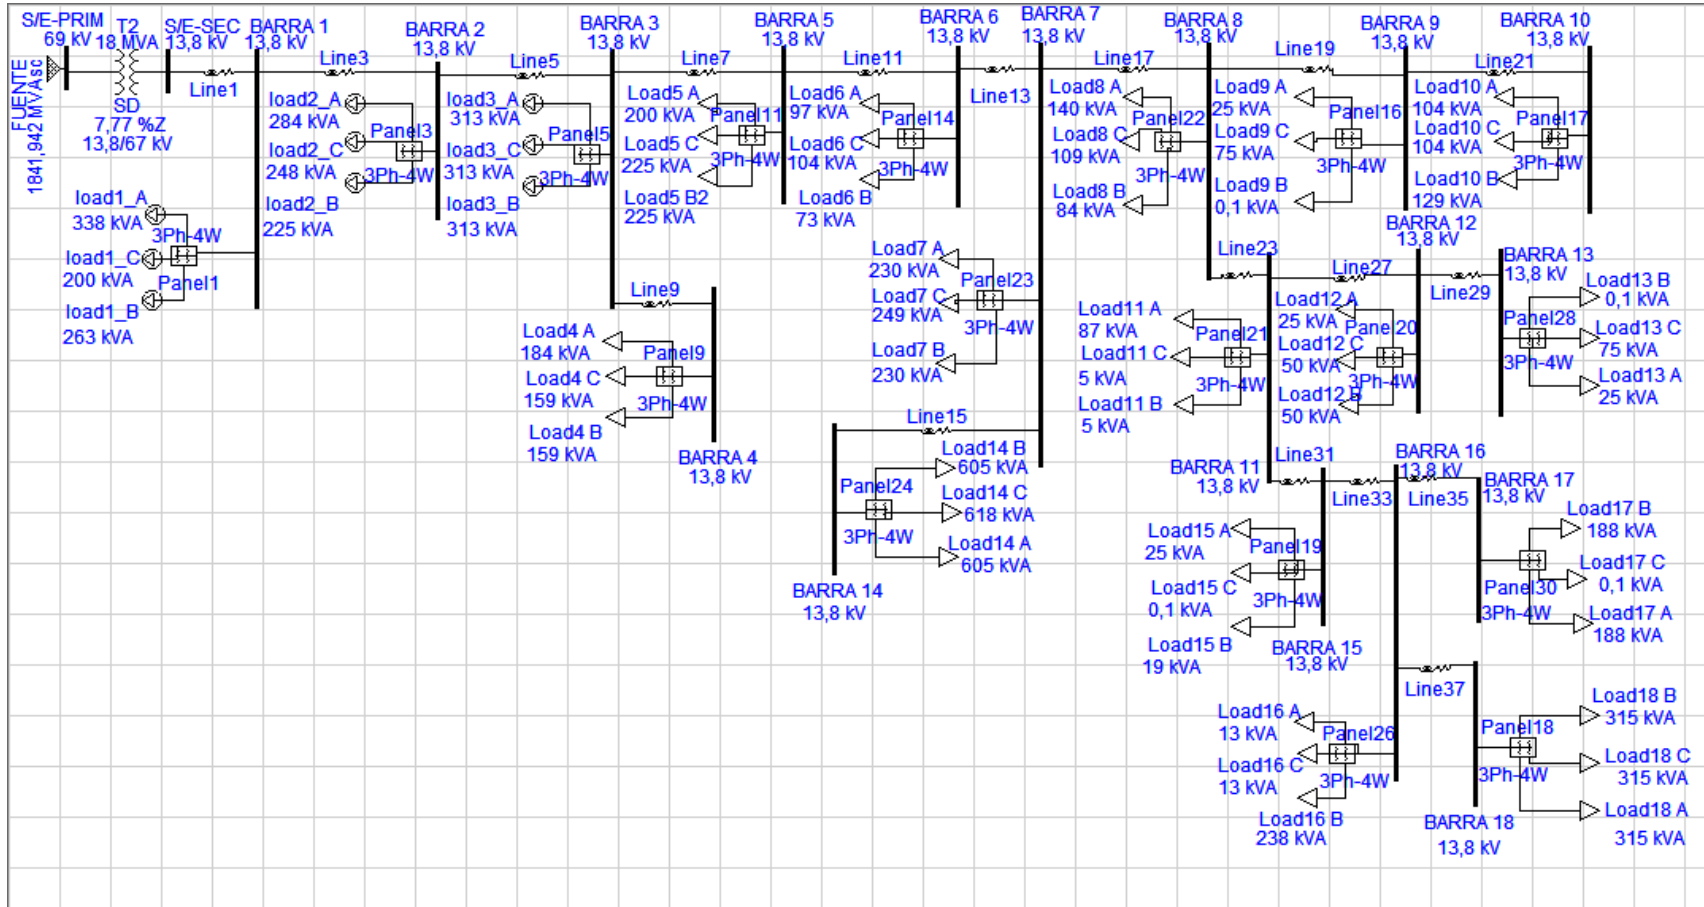 S/E-PRIM
69 kV
T2
18 MVA
S/E-SEC
13,8 kV
BARRA 1
13,8 kV
FUENTE
1841,942 MVAsc
SD
7,77 %Z
13,8/67 kV
Line1
Line3
BARRA 2
13,8 kV
Line5
BARRA 3
13,8 kV
Line7
BARRA 5
13,8 kV
Line11
BARRA 6
13,8 kV
Line13
BARRA 7
13,8 kV
Line17
BARRA 8
13,8 kV
Line19
BARRA 9
13,8 kV
Line21
BARRA 10
13,8 kV
load1_A
338 kVA
3Ph-4W
load1_C
200 kVA
Panel1
load1_B
263 kVA
load2_A
284 kVA
Panel3
load2_C
248 kVA
3Ph-4W
load2_B
225 kVA
load3_A
313 kVA
Panel5
load3_C
313 kVA
3Ph-4W
load3_B
313 kVA
Load5 A
200 kVA
Panel11
Load5 C
225 kVA
3Ph-4W
Load5 B2
225 kVA
Load6 A
97 kVA
Panel14
Load6 C
104 kVA
3Ph-4W
Load6 B
73 kVA
Load8 A
140 kVA
Panel22
Load8 C
109 kVA
3Ph-4W
Load8 B
84 kVA
Load9 A
25 kVA
Panel16
Load9 C
75 kVA
3Ph-4W
Load9 B
0,1 kVA
Load10 A
104 kVA
Panel17
Load10 C
104 kVA
3Ph-4W
Load10 B
129 kVA
Line9
Load4 A
184 kVA
Panel9
Load4 C
159 kVA
3Ph-4W
Load4 B
159 kVA
BARRA 4
13,8 kV
Load7 A
230 kVA
Panel23
Load7 C
249 kVA
3Ph-4W
Load7 B
230 kVA
Line15
Load14 B
605 kVA
Panel24
Load14 C
618 kVA
3Ph-4W
Load14 A
605 kVA
BARRA 14
13,8 kV
Line23
Line27
BARRA 12
13,8 kV
Line29
BARRA 13
13,8 kV
Load11 A
87 kVA
Panel21
Load11 C
5 kVA
3Ph-4W
Load11 B
5 kVA
Load12 A
25 kVA
Panel20
Load12 C
50 kVA
3Ph-4W
Load12 B
50 kVA
Load13 B
0,1 kVA
Panel28
Load13 C
75 kVA
3Ph-4W
Load13 A
25 kVA
BARRA 11
13,8 kV
Line31
Line33
BARRA 16
13,8 kV
Line35
BARRA 17
13,8 kV
Load15 A
25 kVA
Panel19
Load15 C
0,1 kVA
3Ph-4W
Load15 B
19 kVA
BARRA 15
13,8 kV
Load17 B
188 kVA
Load17 C
0,1 kVA
Panel30
3Ph-4W
Load17 A
188 kVA
Line37
Load16 A
13 kVA
Panel26
Load16 C
13 kVA
3Ph-4W
Load16 B
238 kVA
Load18 B
315 kVA
Panel18
Load18 C
315 kVA
3Ph-4W
Load18 A
315 kVA
BARRA 18
13,8 kV